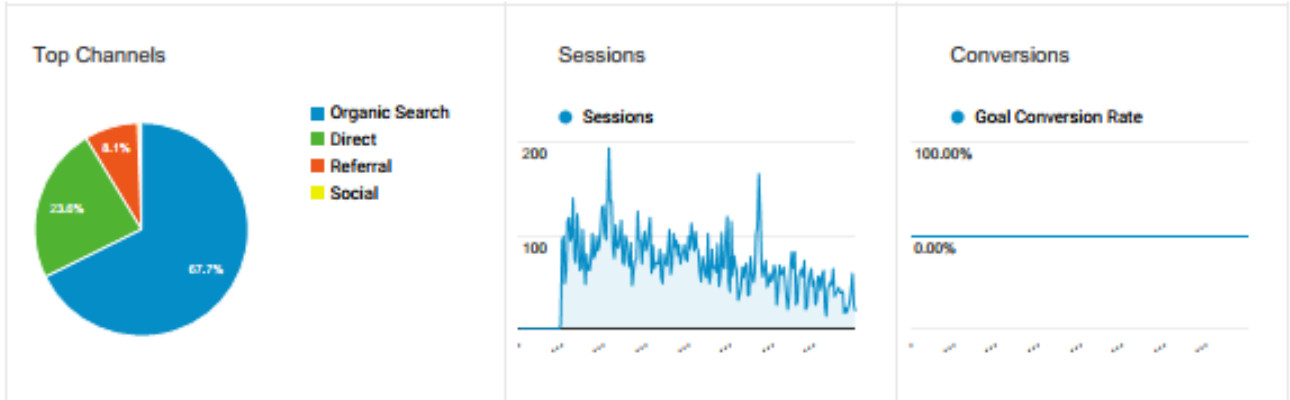 Top Channels
Organic Search
Direct
Referral
Social
8.1%
23.6%
67.7%
Sessions
Sessions
200
100
Conversions
Goal Conversion Rate
100.00%
0.00%